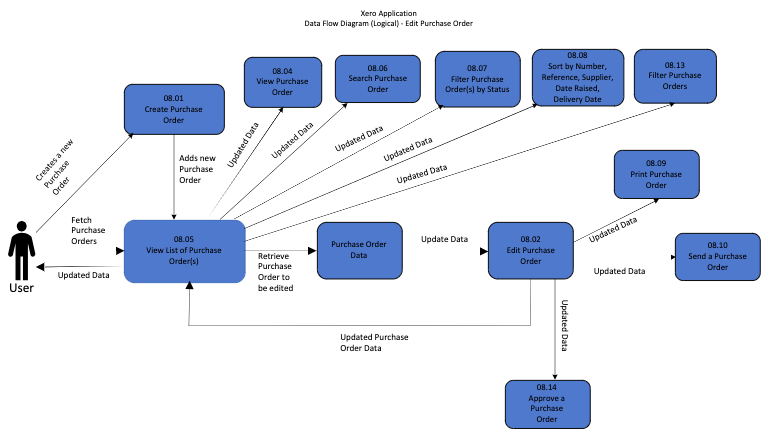 Xero Application
Data Flow Diagram (Logical) - Edit Purchase Order
08.01
Create Purchase
Order
08.04
View Purchase
Order
08.06
Search Purchase
Order
08.07
Filter Purchase
Order(s) by Status
08.08
Sort by Number,
Reference, Supplier,
Date Raised,
Delivery Date
08.13
Filter Purchase
Orders
Creates a new
Purchase
Order
Adds new
Purchase
Order
Updated Data
Updated Data
Updated Data
Updated Data
Updated Data
08.09
Print Purchase
Order
Fetch
Purchase
Orders
Updated Data
User
08.05
View List of Purchase
Order(s)
Retrieve
Purchase
Order to
be edited
Purchase Order
Data
Update Data
08.02
Edit Purchase
Order
Updated Data
Updated Data
08.10
Send a Purchase
Order
Updated Purchase
Order Data
Updated Data
08.14
Approve a
Purchase
Order